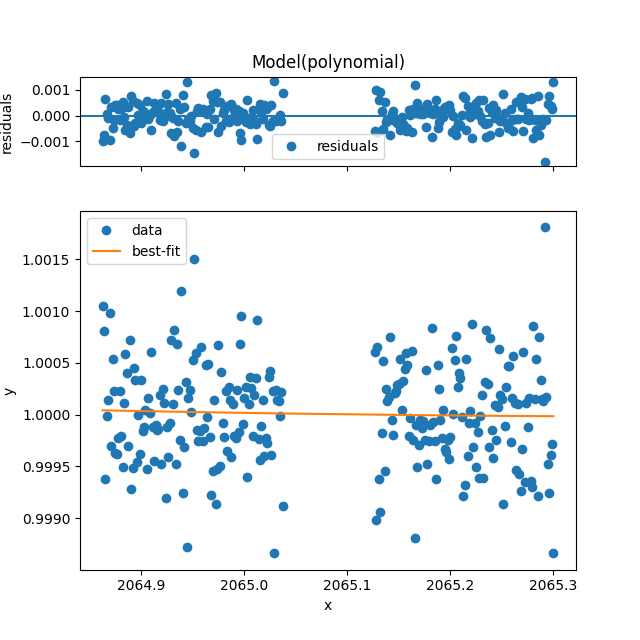 Model(polynomial)
residuals
0.001
0.000
−0.001
residuals
y
1.0015
1.0010
1.0005
1.0000
0.9995
0.9990
data
best-fit
2064.9 2065.0 2065.1 2065.2 2065.3
x